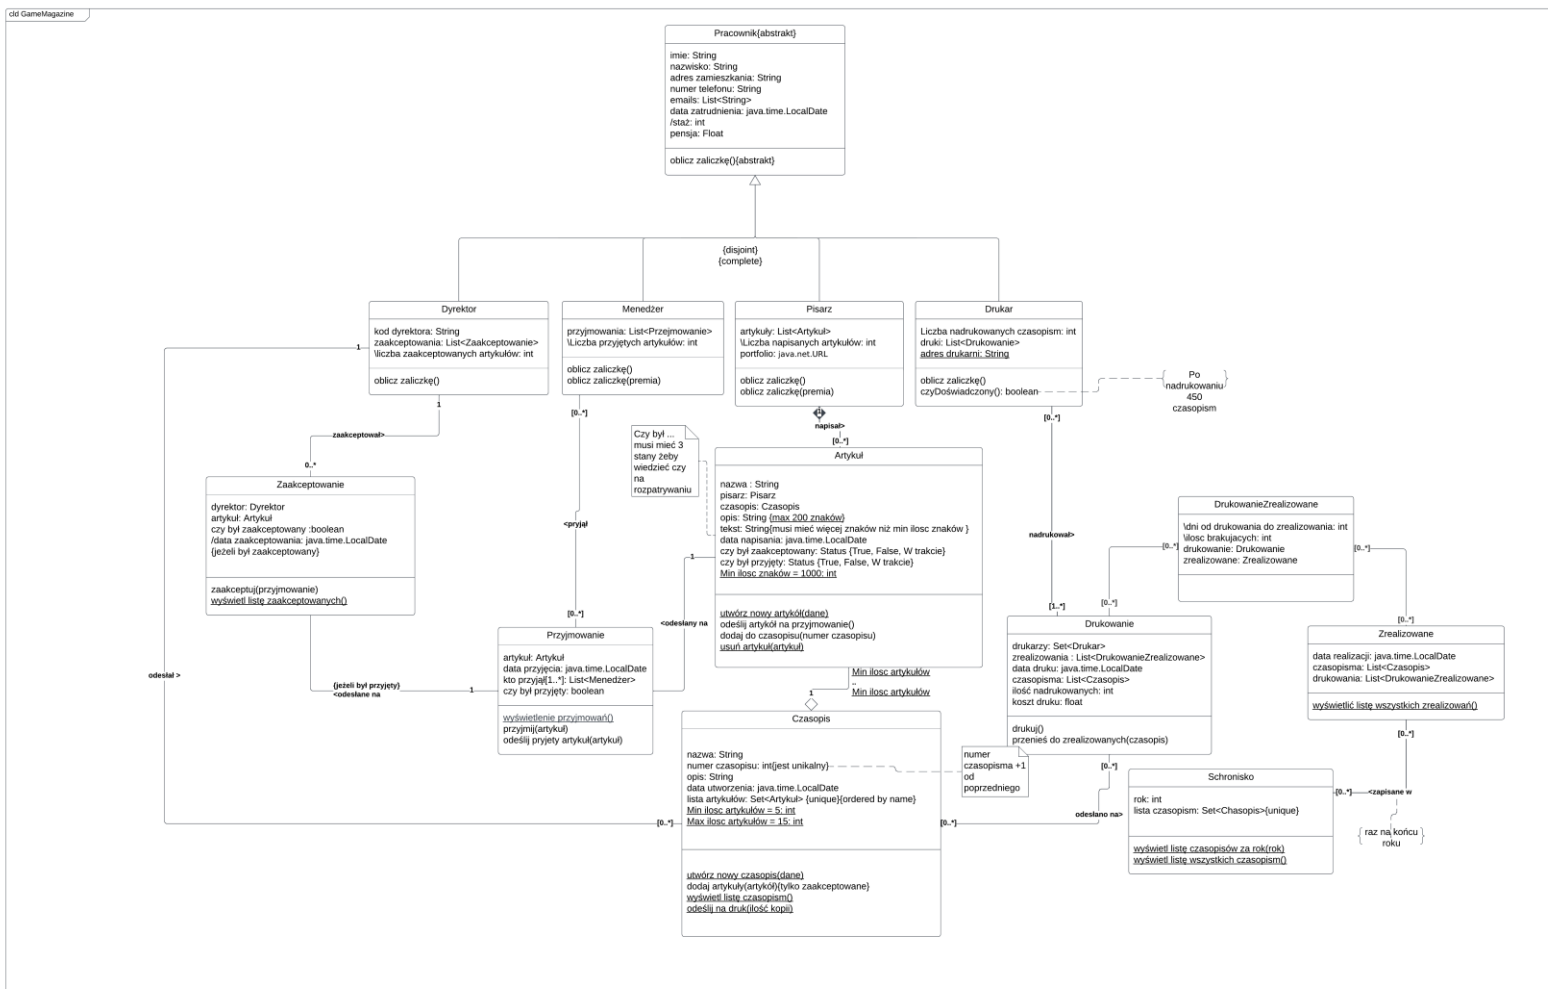 cld GameMagazine
Pracownik{abstrakt}
imie: String
nazwisko: String
adres zamieszkania: String
numer telefonu: String
emails: List<String>
data zatrudnienia: java.time.LocalDate
/staż: int
pensja: Float
oblicz zaliczkę(){abstrakt}
{disjoint}
{complete}
Dyrektor
kod dyrektora: String
zaakceptowania: List<Zaakceptowanie>
\liczba zaakceptowanych artykułów: int
oblicz zaliczkę()
Menedżer
przyjmowania: List<Przejmowanie>
\Liczba przyjętych artykułów: int
oblicz zaliczkę()
oblicz zaliczkę(premia)
Pisarz
artykuły: List<Artykuł>
\Liczba napisanych artykułów: int
portfolio: java.net.URL
oblicz zaliczkę()
oblicz zaliczkę(premia)
Drukar
Liczba nadrukowanych czasopism: int
druki: List<Drukowanie>
adres drukarni: String
oblicz zaliczkę()
czyDoświadczony(): boolean
Po
nadrukowaniu
450
czasopism
1
1
[0..*]
napisał>
[0..*]
[0..*]
zaakceptował>
0..*
Czy był ...
musi mieć 3
stany żeby
wiedzieć czy
na
rozpatrywaniu
Zaakceptowanie
dyrektor: Dyrektor
artykuł: Artykuł
czy był zaakceptowany :boolean
/data zaakceptowania: java.time.LocalDate
{jeżeli był zaakceptowany}
zaakceptuj(przyjmowanie)
wyświetl listę zaakceptowanych()
<pryjął
[0..*]
Artykuł
nazwa : String
pisarz: Pisarz
czasopis: Czasopis
opis: String {max 200 znaków}
tekst: String{musi mieć więcej znaków niż min ilosc znaków }
data napisania: java.time.LocalDate
czy był zaakceptowany: Status {True, False, W trakcie}
czy był przyjęty: Status {True, False, W trakcie}
Min ilosc znaków = 1000: int
utwórz nowy artykół(dane)
odeślij artykół na przyjmowanie()
dodaj do czasopisu(numer czasopisu)
usuń artykuł(artykuł)
1
<odesłany na
nadrukował>
[1..*]
DrukowanieZrealizowane
\dni od drukowania do zrealizowania: int
\ilosc brakujacych: int
drukowanie: Drukowanie
zrealizowane: Zrealizowane
[0..*]
[0..*]
[0..*]
[0..*]
Przyjmowanie
artykuł: Artykuł
data przyjęcia: java.time.LocalDate
kto przyjął[1..*]: List<Menedżer>
czy był przyjęty: boolean
wyświetlenie przyjmowań()
przyjmij(artykuł)
odeślij pryjety artykuł(artykuł)
{jeżeli był przyjęty}
<odesłane na
1
odesłał >
Drukowanie
drukarzy: Set<Drukar>
zrealizowania : List<DrukowanieZrealizowane>
data druku: java.time.LocalDate
czasopisma: List<Czasopis>
ilość nadrukowanych: int
koszt druku: float
drukuj()
przenieś do zrealizowanych(czasopis)
Zrealizowane
data realizacji: java.time.LocalDate
czasopisma: List<Czasopis>
drukowania: List<DrukowanieZrealizowane>
wyświetlić listę wszystkich zrealizowań()
Min ilosc artykułów
..
Min ilosc artykułów
1
Czasopis
nazwa: String
numer czasopisu: int{jest unikalny}
opis: String
data utworzenia: java.time.LocalDate
lista artykułów: Set<Artykuł> {unique}{ordered by name}
Min ilosc artykułów = 5: int
Max ilosc artykułów = 15: int
utwórz nowy czasopis(dane)
dodaj artykuły(artykół){tylko zaakceptowane}
wyświetl listę czasopism()
odeślij na druk(ilość kopii)
numer
czasopisma +1
od
poprzedniego
[0..*]
[0..*]
[0..*]
odesłano na>
Schronisko
rok: int
lista czasopism: Set<Chasopis>{unique}
wyświetl listę czasopisów za rok(rok)
wyświetl listę wszystkich czasopism()
[0..*]
[0..*]
<zapisane w
raz na końcu
roku